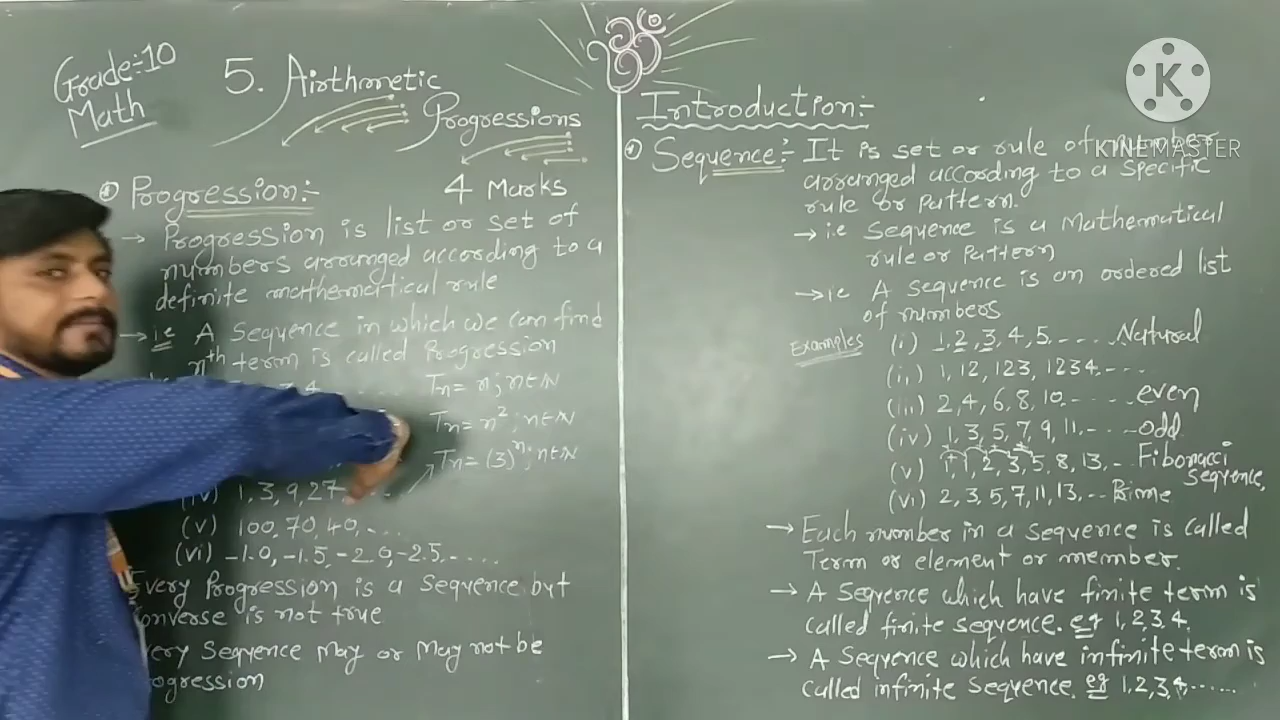 Grade:-10
Math
5. Airthmetic
Progressions
4 Marks
Progression:-
→ Progression is list or set of
numbers arranged according to a
definite mathematical rule
→ i.e A Sequence in which we can find
nth term is called Progression
Tn = n ; n∈N
Tn = n² ; n∈N
(iv) 1, 3, 9, 27 Tn = (3)ⁿ ; n∈N
(v) 100, 70, 40, ...
(vi) -1.0, -1.5, -2.0, -2.5, ....
Every Progression is a Sequence but
converse is not true
Every Sequence May or May not be
Progression
ॐ
Introduction:-
Sequence:- It is set or rule of number
arranged according to a specific
rule or pattern.
→ i.e Sequence is a Mathematical
rule or Pattern
→ i.e A Sequence is an ordered list
of numbers
Examples (i) 1, 2, 3, 4, 5, ..... Natural
(ii) 1, 12, 123, 1234, ...
(iii) 2, 4, 6, 8, 10, ..... even
(iv) 1, 3, 5, 7, 9, 11, .... odd
(v) 1, 1, 2, 3, 5, 8, 13, .. Fibonacci
Sequence,
(vi) 2, 3, 5, 7, 11, 13, .. Prime
→ Each number in a sequence is called
Term or element or member.
→ A Sequence which have finite term is
called finite sequence. eg 1, 2, 3, 4.
→ A Sequence which have infinite term is
called infinite Sequence. eg 1, 2, 3, 4, ......
K
KINEMASTER